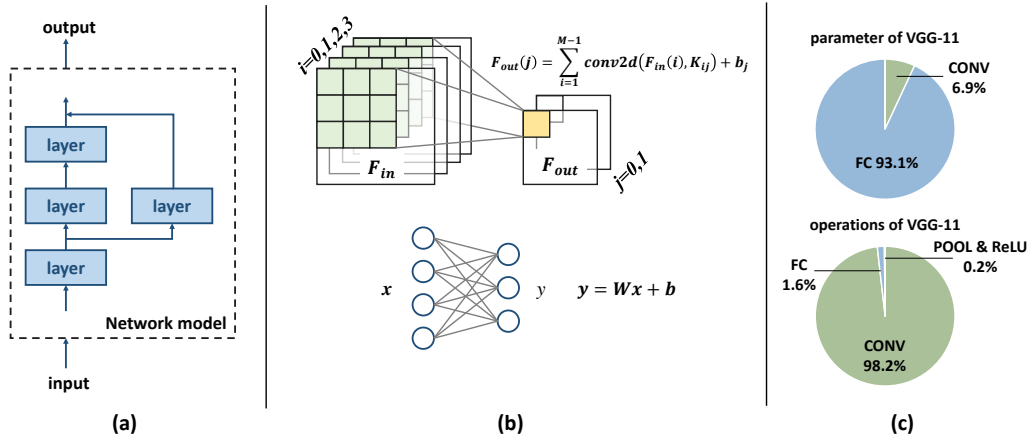 output
layer
layer
layer
layer
Network model
input
(a)
i=0,1,2,3
F_in
F_out(j) = \sum_{i=1}^{M-1} conv2d(F_in(i), K_ij) + b_j
F_out
j=0,1
x
y
y = Wx + b
(b)
parameter of VGG-11
CONV
6.9%
FC 93.1%
operations of VGG-11
POOL & ReLU
0.2%
FC
1.6%
CONV
98.2%
(c)